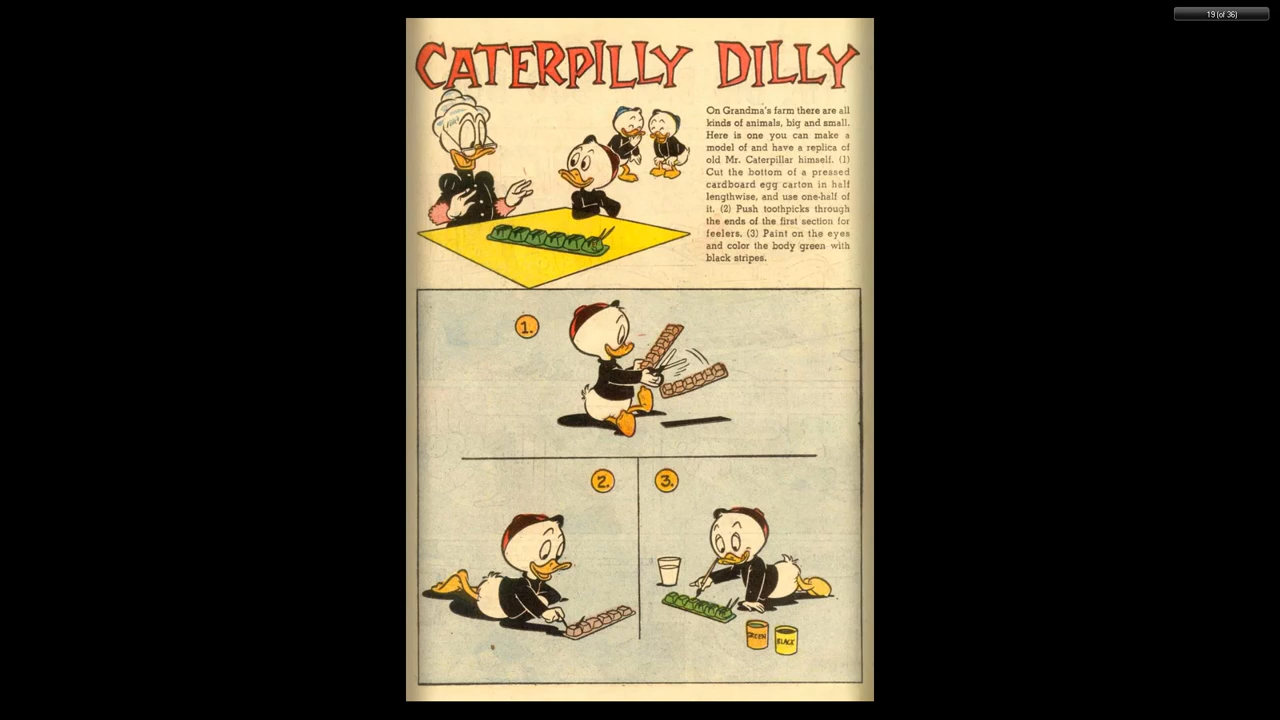 19 (of 36)
CATERPILLY DILLY
On Grandma's farm there are all
kinds of animals, big and small.
Here is one you can make a
model of and have a replica of
old Mr. Caterpillar himself. (1)
Cut the bottom of a pressed
cardboard egg carton in half
lengthwise, and use one-half of
it. (2) Push toothpicks through
the ends of the first section for
feelers. (3) Paint on the eyes
and color the body green with
black stripes.
1.
2.
3.
GREEN
BLACK